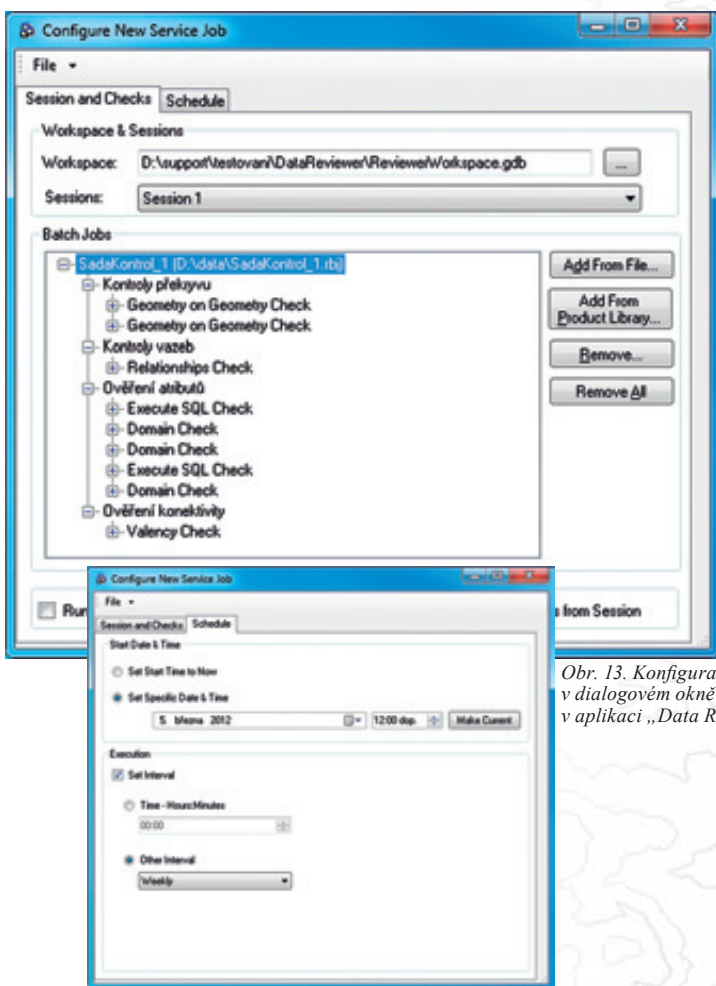 Configure New Service Job
File
Session and Checks Schedule
Workspace & Sessions
Workspace: D:\support\testovani\DataReviewer\ReviewerWorkspace.gdb ...
Sessions: Session 1
Batch Jobs
SadaKontrol_1 [D:\data\SadaKontrol_1.rbj]
Kontroly překryvu
Geometry on Geometry Check
Geometry on Geometry Check
Kontroly vazeb
Relationships Check
Ověření atributů
Execute SQL Check
Domain Check
Domain Check
Execute SQL Check
Domain Check
Ověření konektivity
Valency Check
Add From File...
Add From
Product Library...
Remove...
Remove All
Run
s from Session
Configure New Service Job
File
Session and Checks Schedule
Start Date & Time
Set Start Time to Now
Set Specific Date & Time
5. března 2012 12:00 dop. Make Current
Execution
Set Interval
Time - Hours:Minutes
00:00
Other Interval
Weekly
Obr. 13. Konfigura
v dialogovém okně
v aplikaci „Data R